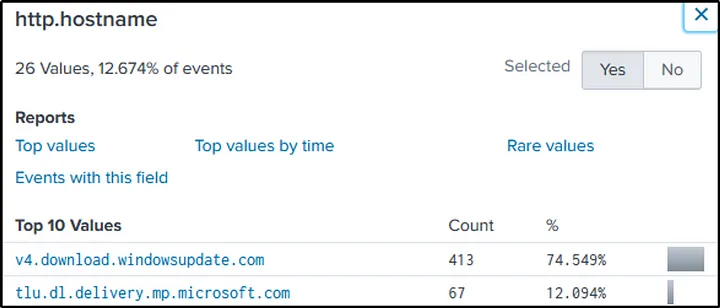 http.hostname ✕
26 Values, 12.674% of events Selected Yes No
Reports
Top values Top values by time Rare values
Events with this field
Top 10 Values Count %
v4.download.windowsupdate.com 413 74.549%
tlu.dl.delivery.mp.microsoft.com 67 12.094%